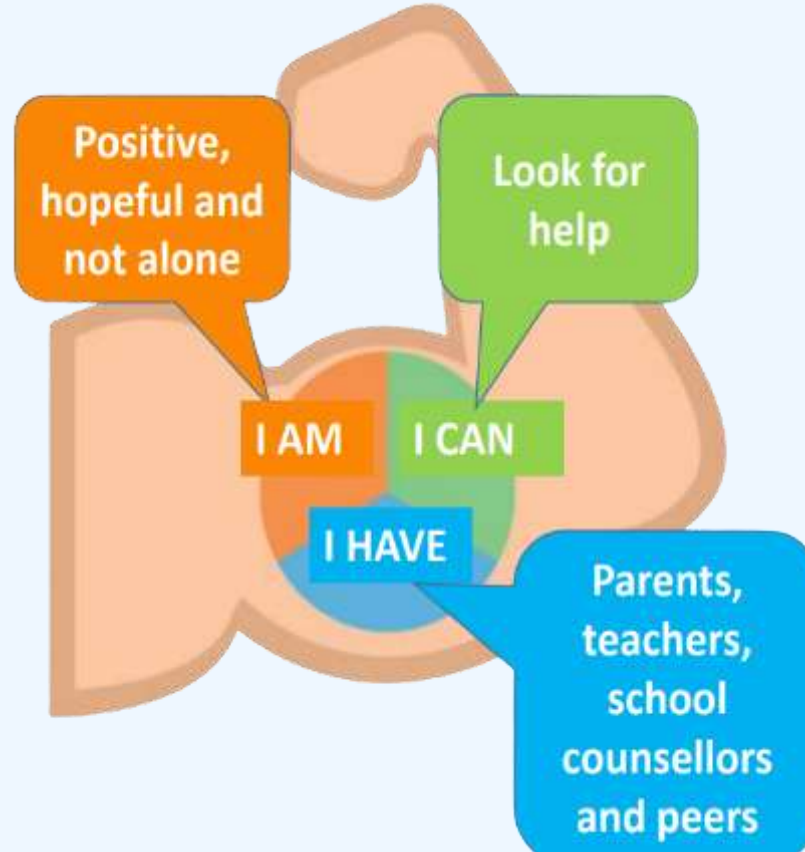 Positive,
hopeful and
not alone
Look for
help
I AM
I CAN
I HAVE
Parents,
teachers,
school
counsellors
and peers